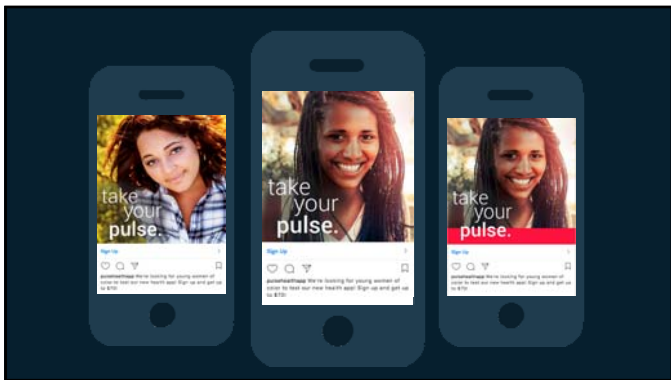 take
your
pulse.
Sign Up
pulsehealthapp We're looking for young women of
color to test our new health app! Sign up and get up
to $70!
take
your
pulse.
Sign Up
pulsehealthapp We're looking for young women of
color to test our new health app! Sign up and get up
to $70!
take
your
pulse.
Sign Up
pulsehealthapp We're looking for young women of
color to test our new health app! Sign up and get up
to $70!